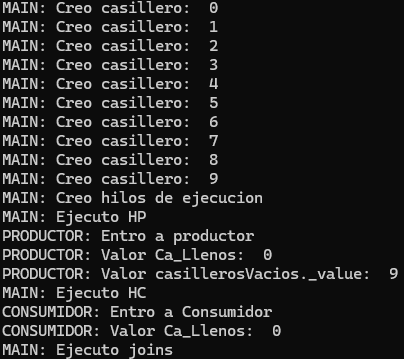 MAIN: Creo casillero:  0
MAIN: Creo casillero:  1
MAIN: Creo casillero:  2
MAIN: Creo casillero:  3
MAIN: Creo casillero:  4
MAIN: Creo casillero:  5
MAIN: Creo casillero:  6
MAIN: Creo casillero:  7
MAIN: Creo casillero:  8
MAIN: Creo casillero:  9
MAIN: Creo hilos de ejecucion
MAIN: Ejecuto HP
PRODUCTOR: Entro a productor
PRODUCTOR: Valor Ca_Llenos:  0
PRODUCTOR: Valor casillerosVacios._value:  9
MAIN: Ejecuto HC
CONSUMIDOR: Entro a Consumidor
CONSUMIDOR: Valor Ca_Llenos:  0
MAIN: Ejecuto joins